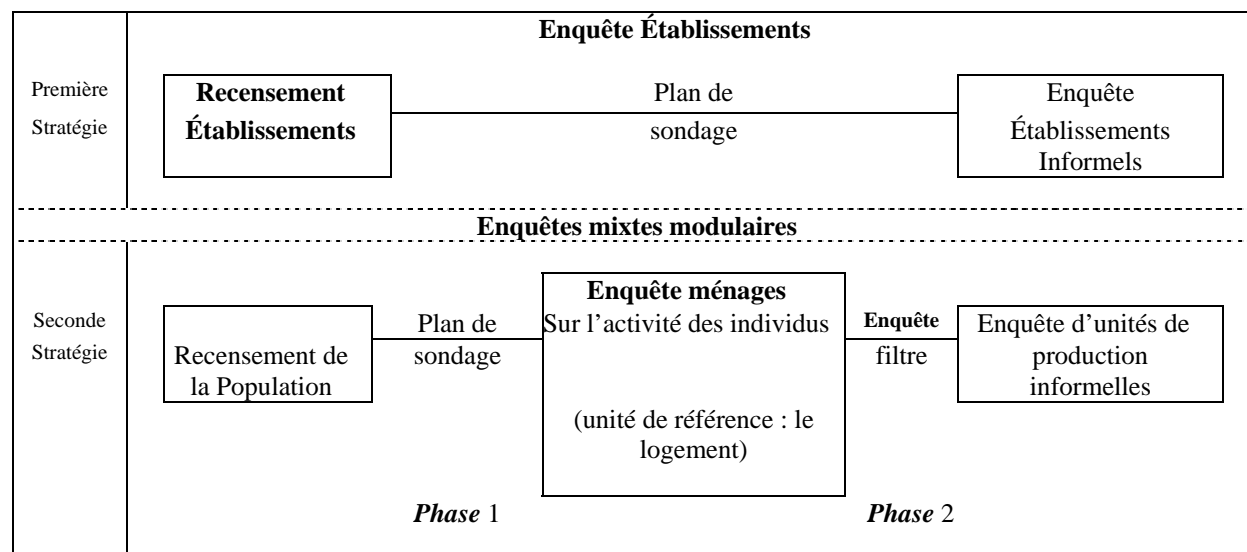 Enquête Établissements
Première
Stratégie
Recensement
Établissements
Plan de
sondage
Enquête
Établissements
Informels
Enquêtes mixtes modulaires
Seconde
Stratégie
Recensement de
la Population
Plan de
sondage
Enquête ménages
Sur l’activité des individus
(unité de référence : le
logement)
Enquête
filtre
Enquête d’unités de
production
informelles
Phase 1
Phase 2